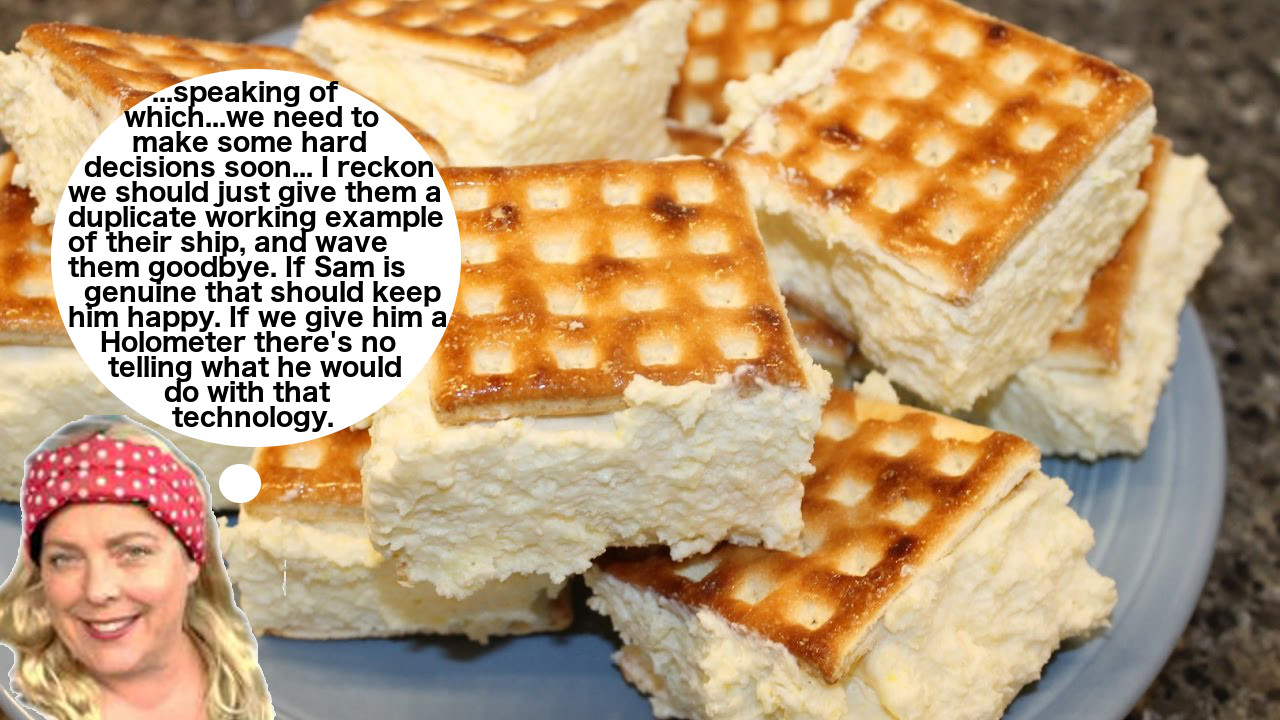 ...speaking of
which...we need to
make some hard
decisions soon... I reckon
we should just give them a
duplicate working example
of their ship, and wave
them goodbye. If Sam is
genuine that should keep
him happy. If we give him a
Holometer there's no
telling what he would
do with that
technology.